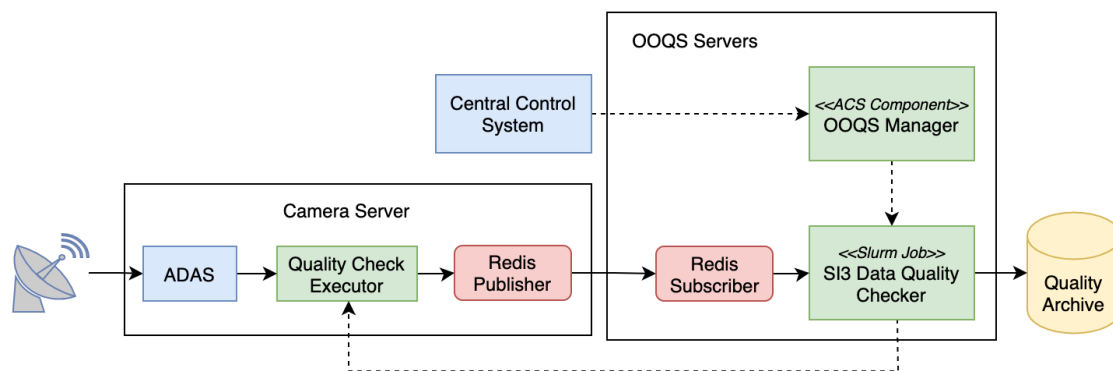 OOQS Servers
Central Control
System
<<ACS Component>>
OOQS Manager
Camera Server
ADAS
Quality Check
Executor
Redis
Publisher
Redis
Subscriber
<<Slurm Job>>
SI3 Data Quality
Checker
Quality
Archive